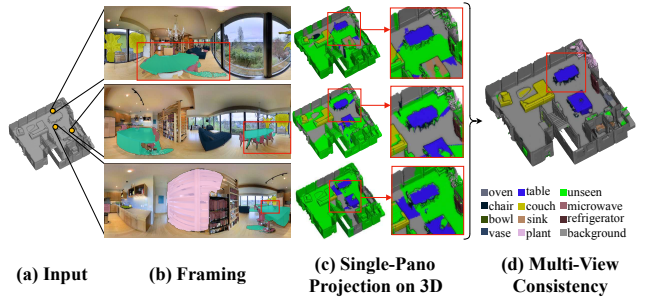 oven table unseen
chair couch microwave
bowl sink refrigerator
vase plant background
(a) Input
(b) Framing
(c) Single-Pano
Projection on 3D
(d) Multi-View
Consistency